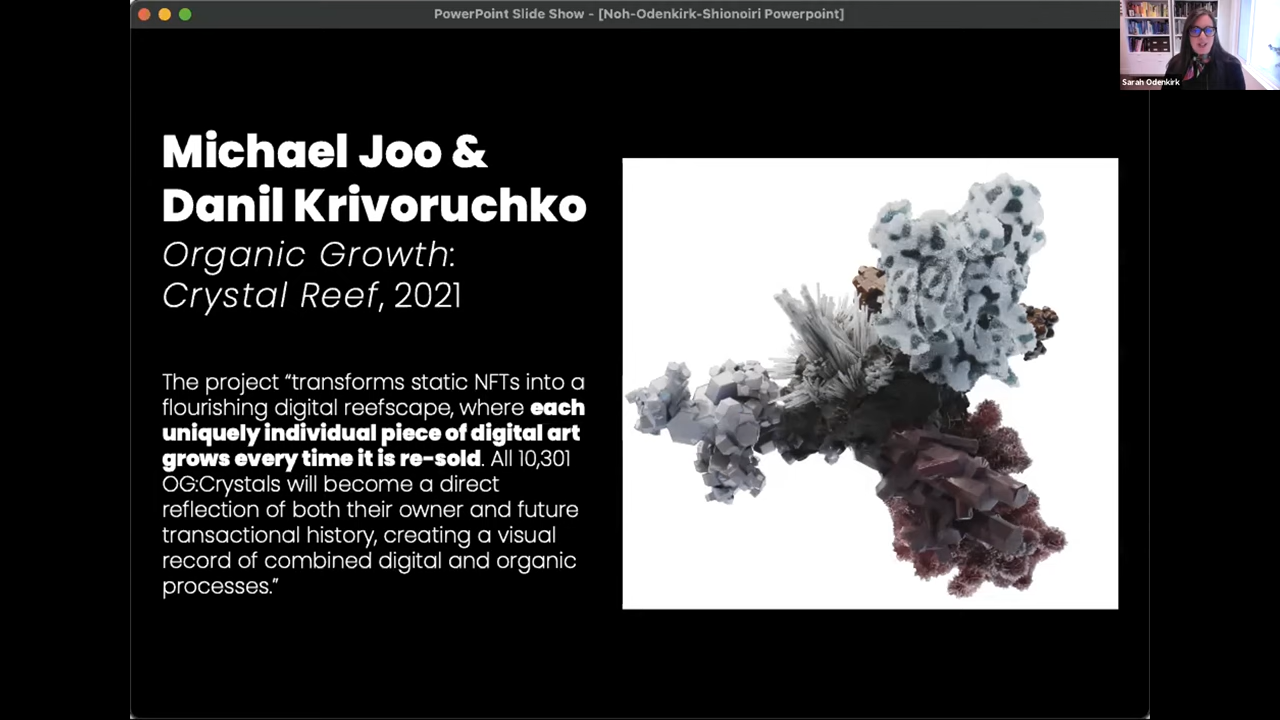 PowerPoint Slide Show - [Noh-Odenkirk-Shionoiri Powerpoint]
Sarah Odenkirk
Michael Joo &
Danil Krivoruchko
Organic Growth:
Crystal Reef, 2021
The project “transforms static NFTs into a
flourishing digital reefscape, where each
uniquely individual piece of digital art
grows every time it is re-sold. All 10,301
OG:Crystals will become a direct
reflection of both their owner and future
transactional history, creating a visual
record of combined digital and organic
processes.”